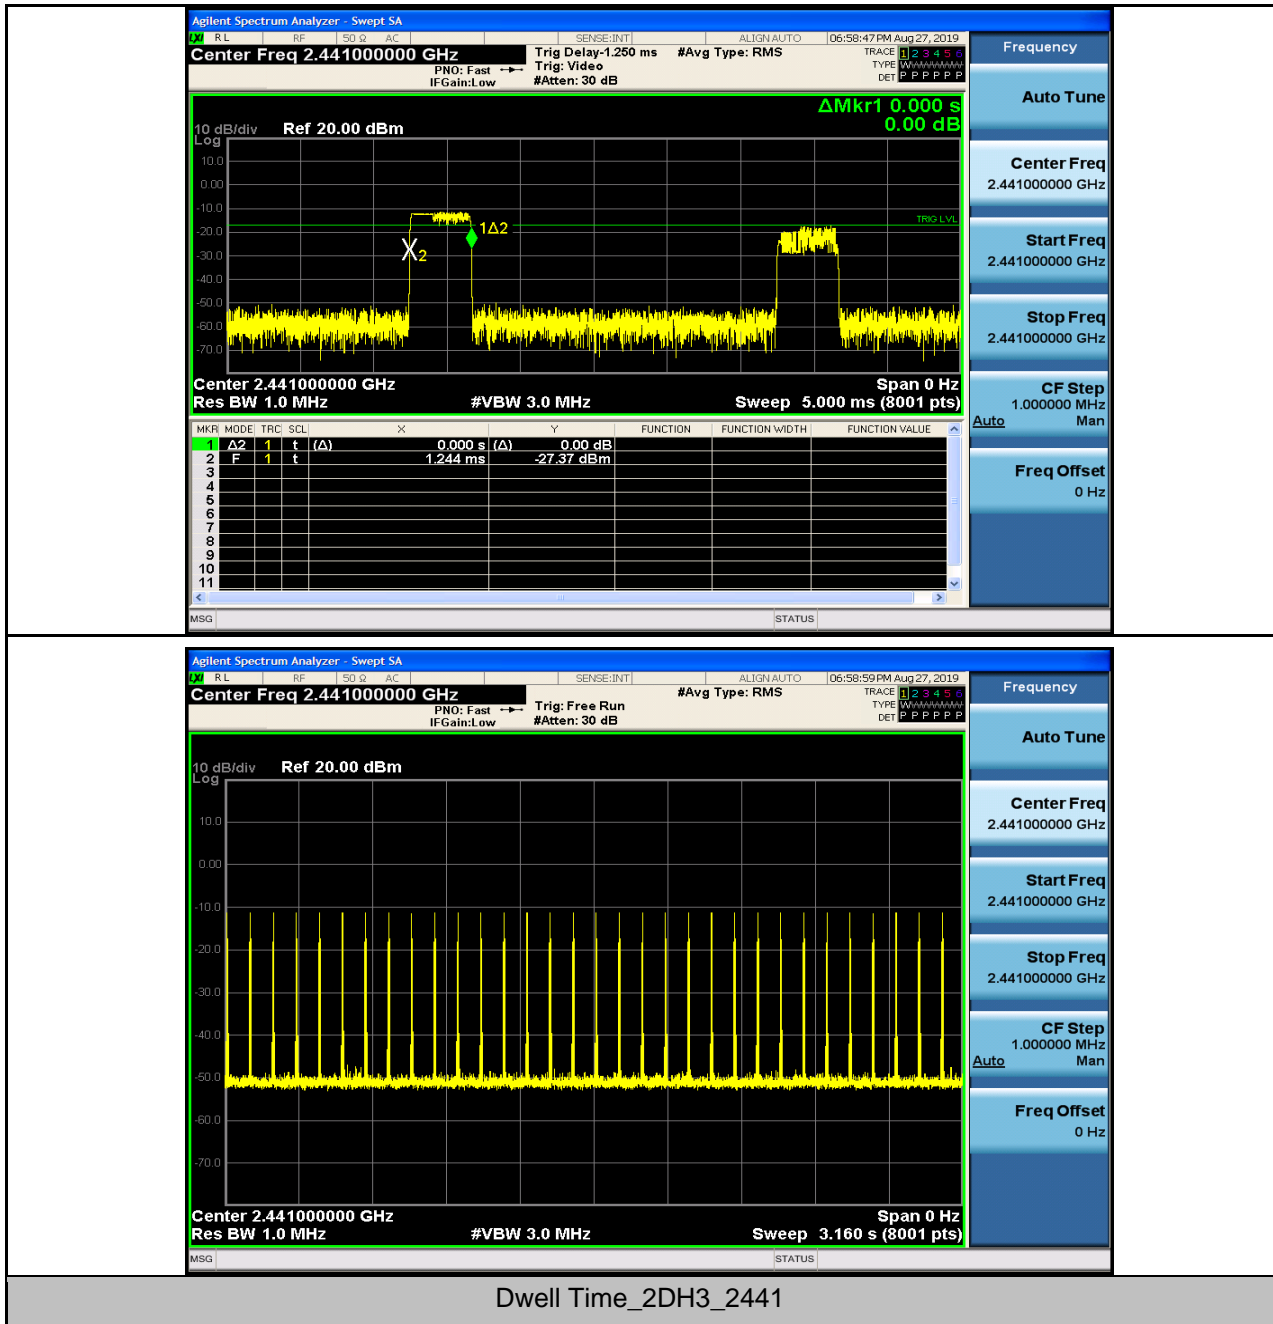 Agilent Spectrum Analyzer - Swept SA
LXI RL RF 50 Ω AC SENSE:INT ALIGN AUTO 06:58:47 PM Aug 27, 2019
Center Freq 2.441000000 GHz
PNO: Fast
IFGain:Low
Trig Delay-1.250 ms
Trig: Video
#Atten: 30 dB
#Avg Type: RMS
TRACE 1 2 3 4 5 6
TYPE W
DET P P P P P P
ΔMkr1 0.000 s
0.00 dB
10 dB/div Ref 20.00 dBm
Log
10.0
0.00
-10.0
-20.0
-30.0
-40.0
-50.0
-60.0
-70.0
TRIG LVL
1Δ2
X2
Center 2.441000000 GHz Span 0 Hz
Res BW 1.0 MHz #VBW 3.0 MHz Sweep 5.000 ms (8001 pts)
MKR MODE TRC SCL X Y FUNCTION FUNCTION WIDTH FUNCTION VALUE
1 Δ2 1 t (Δ) 0.000 s (Δ) 0.00 dB
2 F 1 t 1.244 ms -27.37 dBm
3
4
5
6
7
8
9
10
11
MSG STATUS
Frequency
Auto Tune
Center Freq
2.441000000 GHz
Start Freq
2.441000000 GHz
Stop Freq
2.441000000 GHz
CF Step
1.000000 MHz
Auto Man
Freq Offset
0 Hz
Agilent Spectrum Analyzer - Swept SA
LXI RL RF 50 Ω AC SENSE:INT ALIGN AUTO 06:58:59 PM Aug 27, 2019
Center Freq 2.441000000 GHz
PNO: Fast
IFGain:Low
Trig: Free Run
#Atten: 30 dB
#Avg Type: RMS
TRACE 1 2 3 4 5 6
TYPE W
DET P P P P P P
10 dB/div Ref 20.00 dBm
Log
10.0
0.00
-10.0
-20.0
-30.0
-40.0
-50.0
-60.0
-70.0
Center 2.441000000 GHz Span 0 Hz
Res BW 1.0 MHz #VBW 3.0 MHz Sweep 3.160 s (8001 pts)
MSG STATUS
Frequency
Auto Tune
Center Freq
2.441000000 GHz
Start Freq
2.441000000 GHz
Stop Freq
2.441000000 GHz
CF Step
1.000000 MHz
Auto Man
Freq Offset
0 Hz
Dwell Time_2DH3_2441